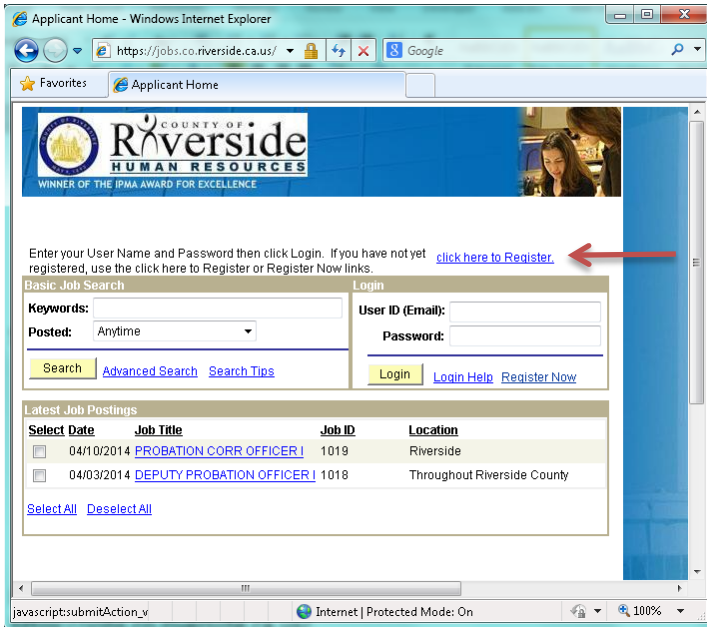 Applicant Home - Windows Internet Explorer
https://jobs.co.riverside.ca.us/
Google
Favorites
Applicant Home
COUNTY OF
Riverside
HUMAN RESOURCES
WINNER OF THE IPMA AWARD FOR EXCELLENCE
Enter your User Name and Password then click Login. If you have not yet click here to Register.
registered, use the click here to Register or Register Now links.
Basic Job Search Login
Keywords: User ID (Email):
Posted: Anytime Password:
Search Advanced Search Search Tips Login Login Help Register Now
Latest Job Postings
Select Date Job Title Job ID Location
04/10/2014 PROBATION CORR OFFICER I 1019 Riverside
04/03/2014 DEPUTY PROBATION OFFICER I 1018 Throughout Riverside County
Select All Deselect All
javascript:submitAction_w Internet | Protected Mode: On 100%